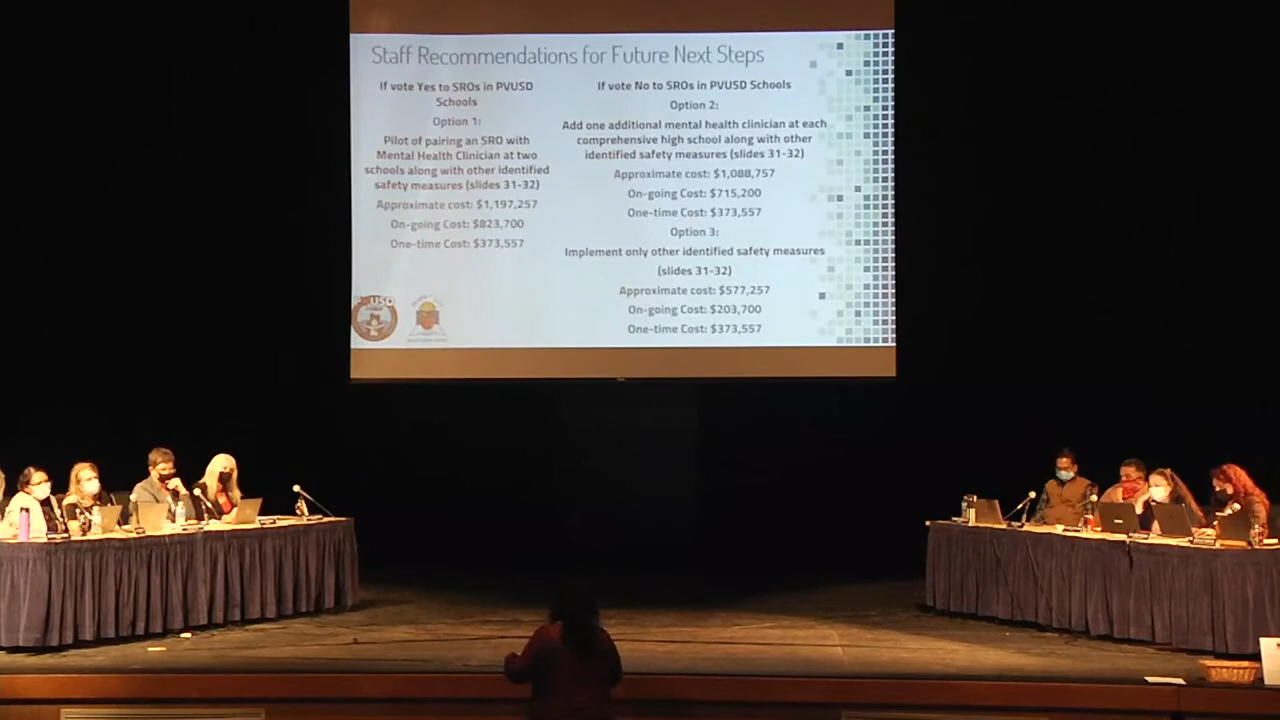 Staff Recommendations for Future Next Steps
If vote Yes to SROs in PVUSD
Schools
Option 1:
Pilot of pairing an SRO with
Mental Health Clinician at two
schools along with other identified
safety measures (slides 31-32)
Approximate cost: $1,197,257
On-going Cost: $823,700
One-time Cost: $373,557
If vote No to SROs in PVUSD Schools
Option 2:
Add one additional mental health clinician at each
comprehensive high school along with other
identified safety measures (slides 31-32)
Approximate cost: $1,088,757
On-going Cost: $715,200
One-time Cost: $373,557
Option 3:
Implement only other identified safety measures
(slides 31-32)
Approximate cost: $577,257
On-going Cost: $203,700
One-time Cost: $373,557